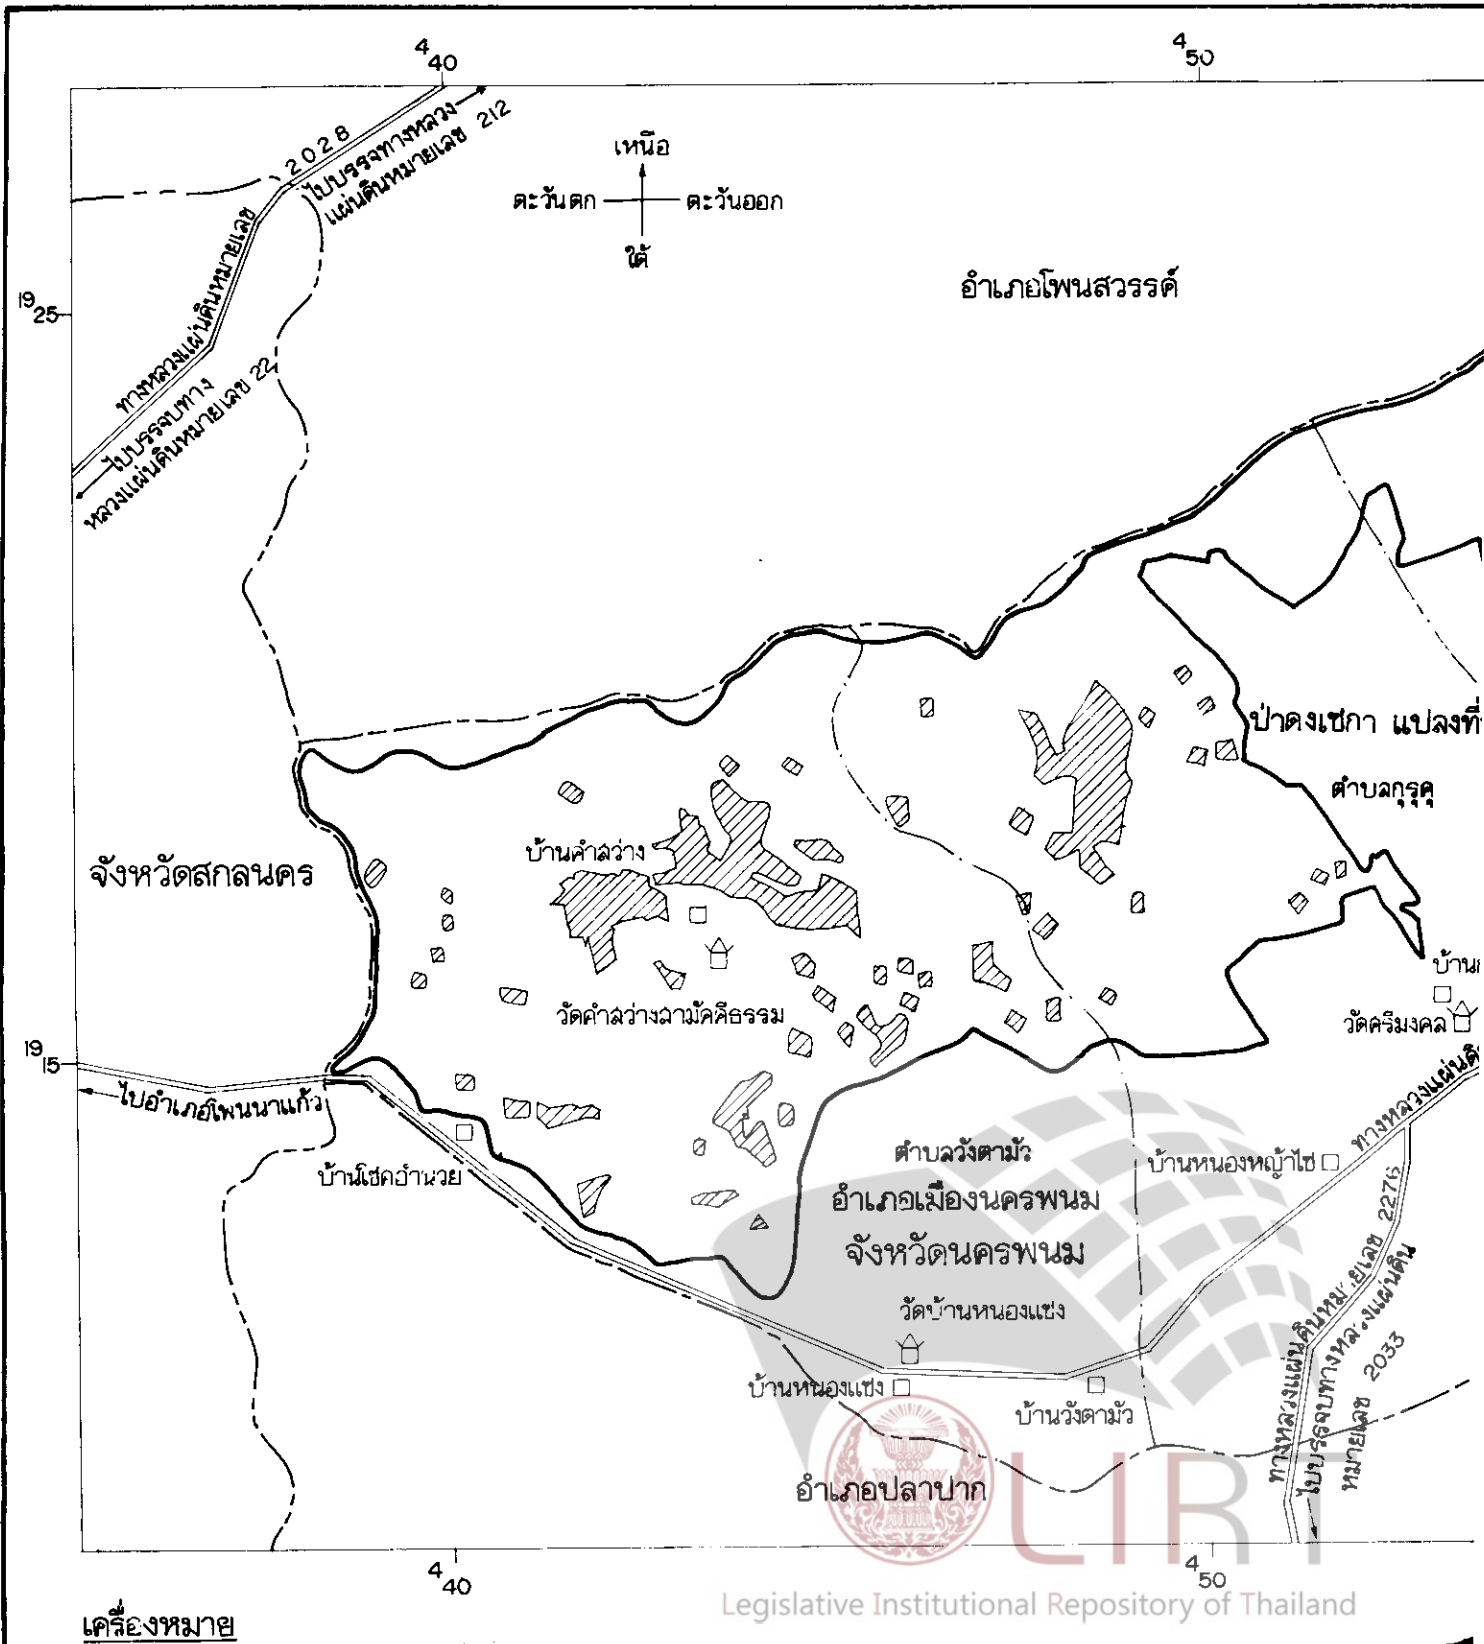 4 40
4 50
2028
ไปบรรจบทางหลวง
แผ่นดินหมายเลข 212
เหนือ
ตะวันตก
ตะวันออก
ใต้
ทางหลวงแผ่นดินหมายเลข
อำเภอโพนสวรรค์
19 25
ไปบรรจบทาง
หลวงแผ่นดินหมายเลข 22
ป่าดงเซกา แปลงที่
ตำบลกุรุคุ
บ้านคำสว่าง
จังหวัดสกลนคร
วัดคำสว่างสามัคคีธรรม
บ้าน
วัดศรีมงคล
19 15
ไปอำเภอโพนนาแก้ว
ทางหลวงแผ่นดิ
บ้านโชคอำนวย
ตำบลวังตามัว
บ้านหนองหญ้าไซ
อำเภอเมืองนครพนม
จังหวัดนครพนม
วัดบ้านหนองแซง
ทางหลวงแผ่นดินหมายเลข 2276
ไปบรรจบทางหลวงแผ่นดิน
หมายเลข 2033
บ้านหนองแซง
บ้านวังตามัว
อำเภอปลาปาก
LIRT
4 40
4 50
Legislative Institutional Repository of Thailand
เครื่องหมาย